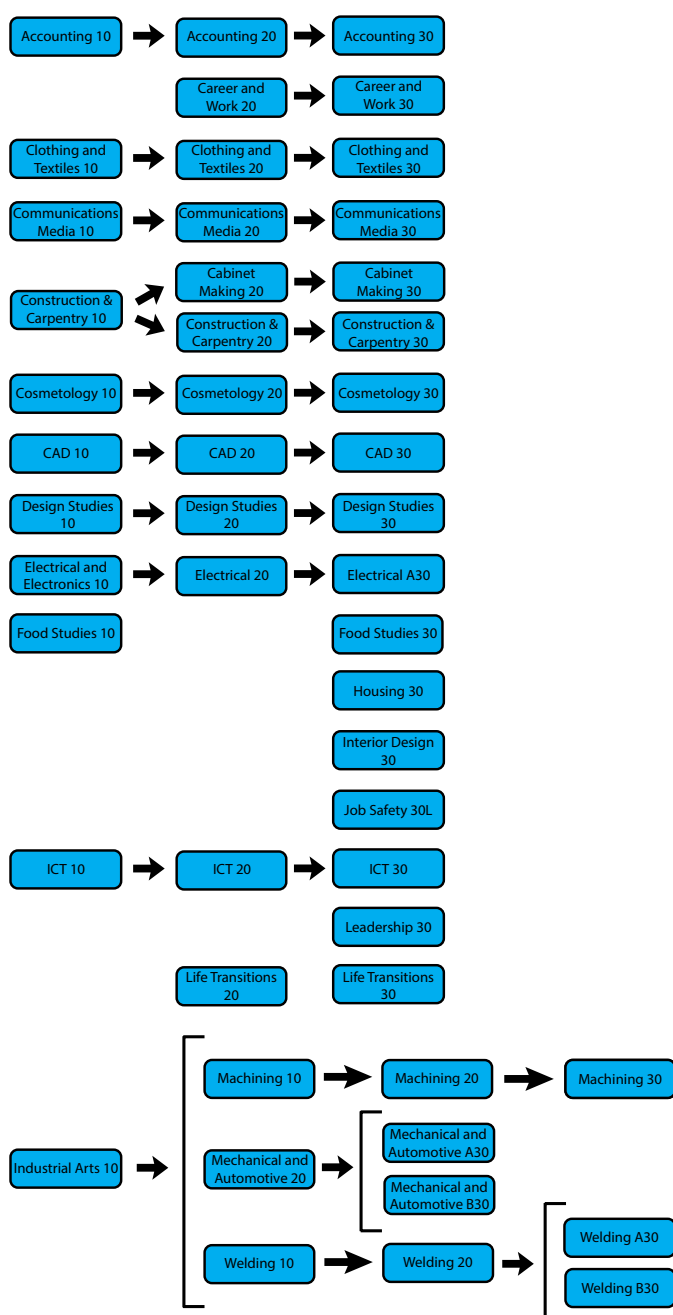 Accounting 10
Accounting 20
Accounting 30
Career and
Work 20
Career and
Work 30
Clothing and
Textiles 10
Clothing and
Textiles 20
Clothing and
Textiles 30
Communications
Media 10
Communications
Media 20
Communications
Media 30
Construction &
Carpentry 10
Cabinet
Making 20
Cabinet
Making 30
Construction &
Carpentry 20
Construction &
Carpentry 30
Cosmetology 10
Cosmetology 20
Cosmetology 30
CAD 10
CAD 20
CAD 30
Design Studies
10
Design Studies
20
Design Studies
30
Electrical and
Electronics 10
Electrical 20
Electrical A30
Food Studies 10
Food Studies 30
Housing 30
Interior Design
30
Job Safety 30L
ICT 10
ICT 20
ICT 30
Leadership 30
Life Transitions
20
Life Transitions
30
Industrial Arts 10
Machining 10
Machining 20
Machining 30
Mechanical and
Automotive 20
Mechanical and
Automotive A30
Mechanical and
Automotive B30
Welding 10
Welding 20
Welding A30
Welding B30